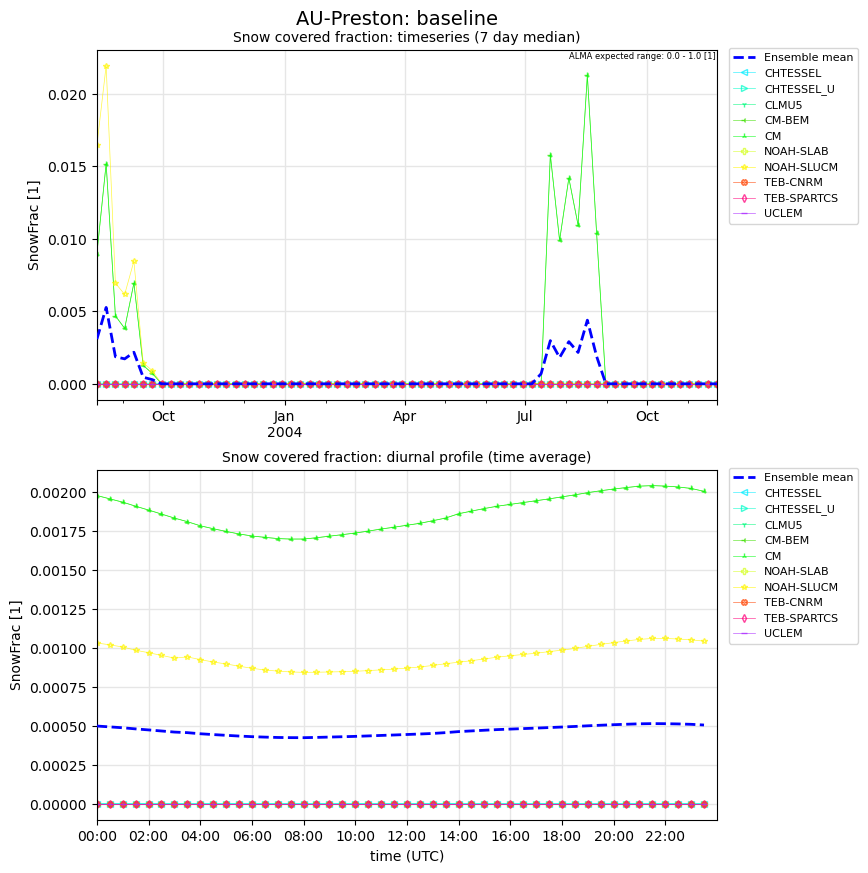 AU-Preston: baseline
Snow covered fraction: timeseries (7 day median)
ALMA expected range: 0.0 - 1.0 [1]
SnowFrac [1]
0.020
0.015
0.010
0.005
0.000
Oct
Jan
2004
Apr
Jul
Oct
Ensemble mean
CHTESSEL
CHTESSEL_U
CLMU5
CM-BEM
CM
NOAH-SLAB
NOAH-SLUCM
TEB-CNRM
TEB-SPARTCS
UCLEM
Snow covered fraction: diurnal profile (time average)
SnowFrac [1]
0.00200
0.00175
0.00150
0.00125
0.00100
0.00075
0.00050
0.00025
0.00000
00:00 02:00 04:00 06:00 08:00 10:00 12:00 14:00 16:00 18:00 20:00 22:00
time (UTC)
Ensemble mean
CHTESSEL
CHTESSEL_U
CLMU5
CM-BEM
CM
NOAH-SLAB
NOAH-SLUCM
TEB-CNRM
TEB-SPARTCS
UCLEM